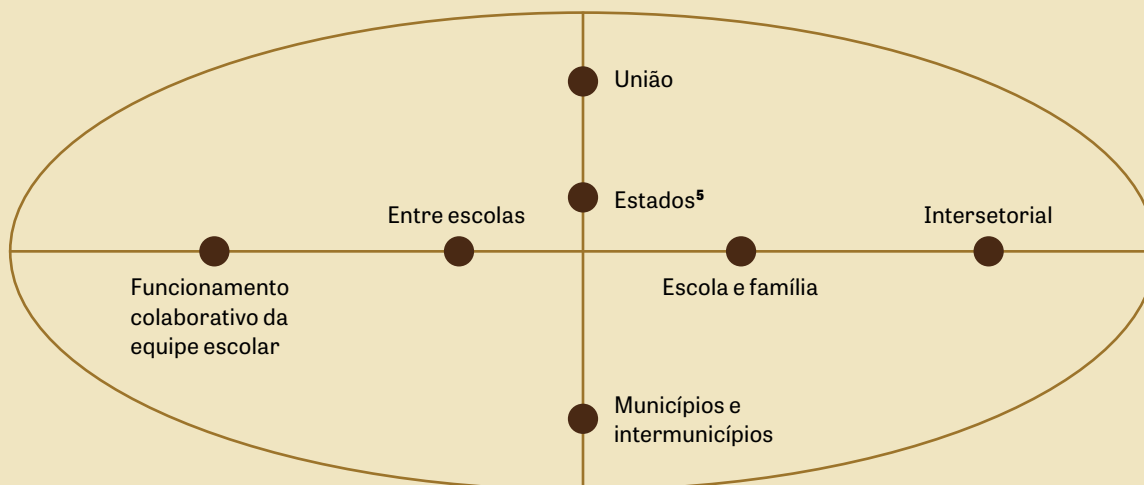 União
Estados⁵
Entre escolas
Intersetorial
Funcionamento
colaborativo da
equipe escolar
Escola e família
Municípios e
intermunicípios